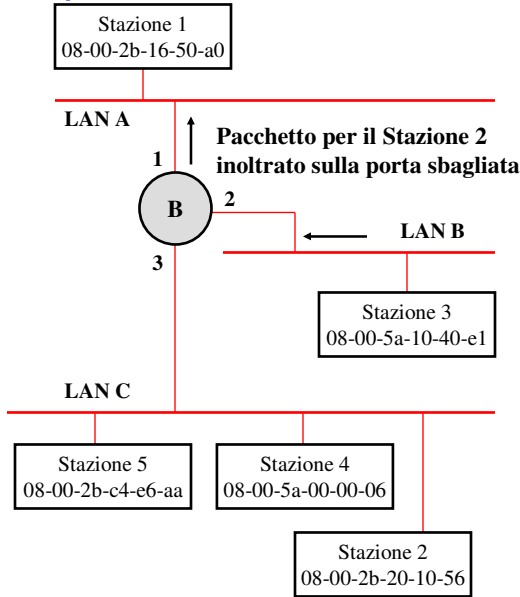 Stazione 1
08-00-2b-16-50-a0
LAN A
Pacchetto per il Stazione 2
inoltrato sulla porta sbagliata
1
B
2
LAN B
3
Stazione 3
08-00-5a-10-40-e1
LAN C
Stazione 5
08-00-2b-c4-e6-aa
Stazione 4
08-00-5a-00-00-06
Stazione 2
08-00-2b-20-10-56